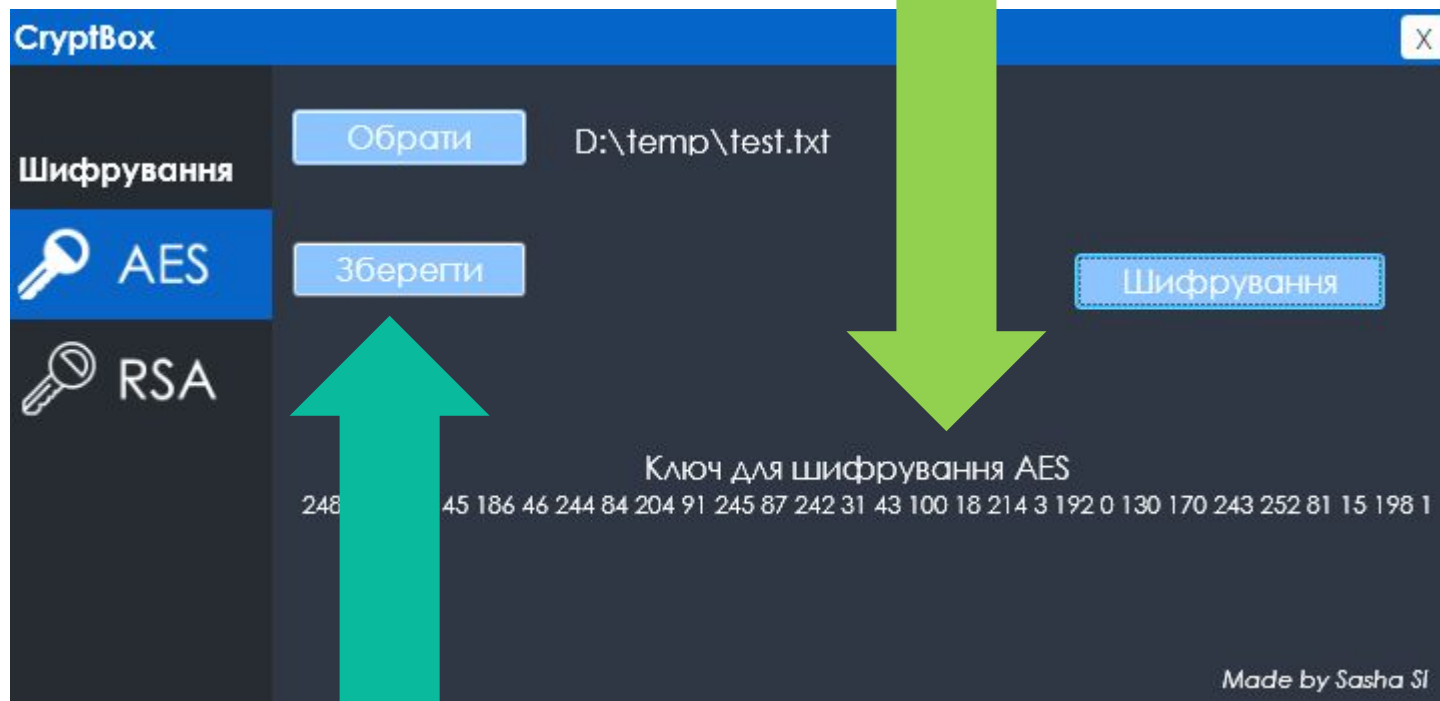 CryptBox
X
Шифрування
Обрати
D:\temp\test.txt
AES
Зберегти
Шифрування
RSA
Ключ для шифрування AES
248 45 186 46 244 84 204 91 245 87 242 31 43 100 18 214 3 192 0 130 170 243 252 81 15 198 1
Made by Sasha Sl